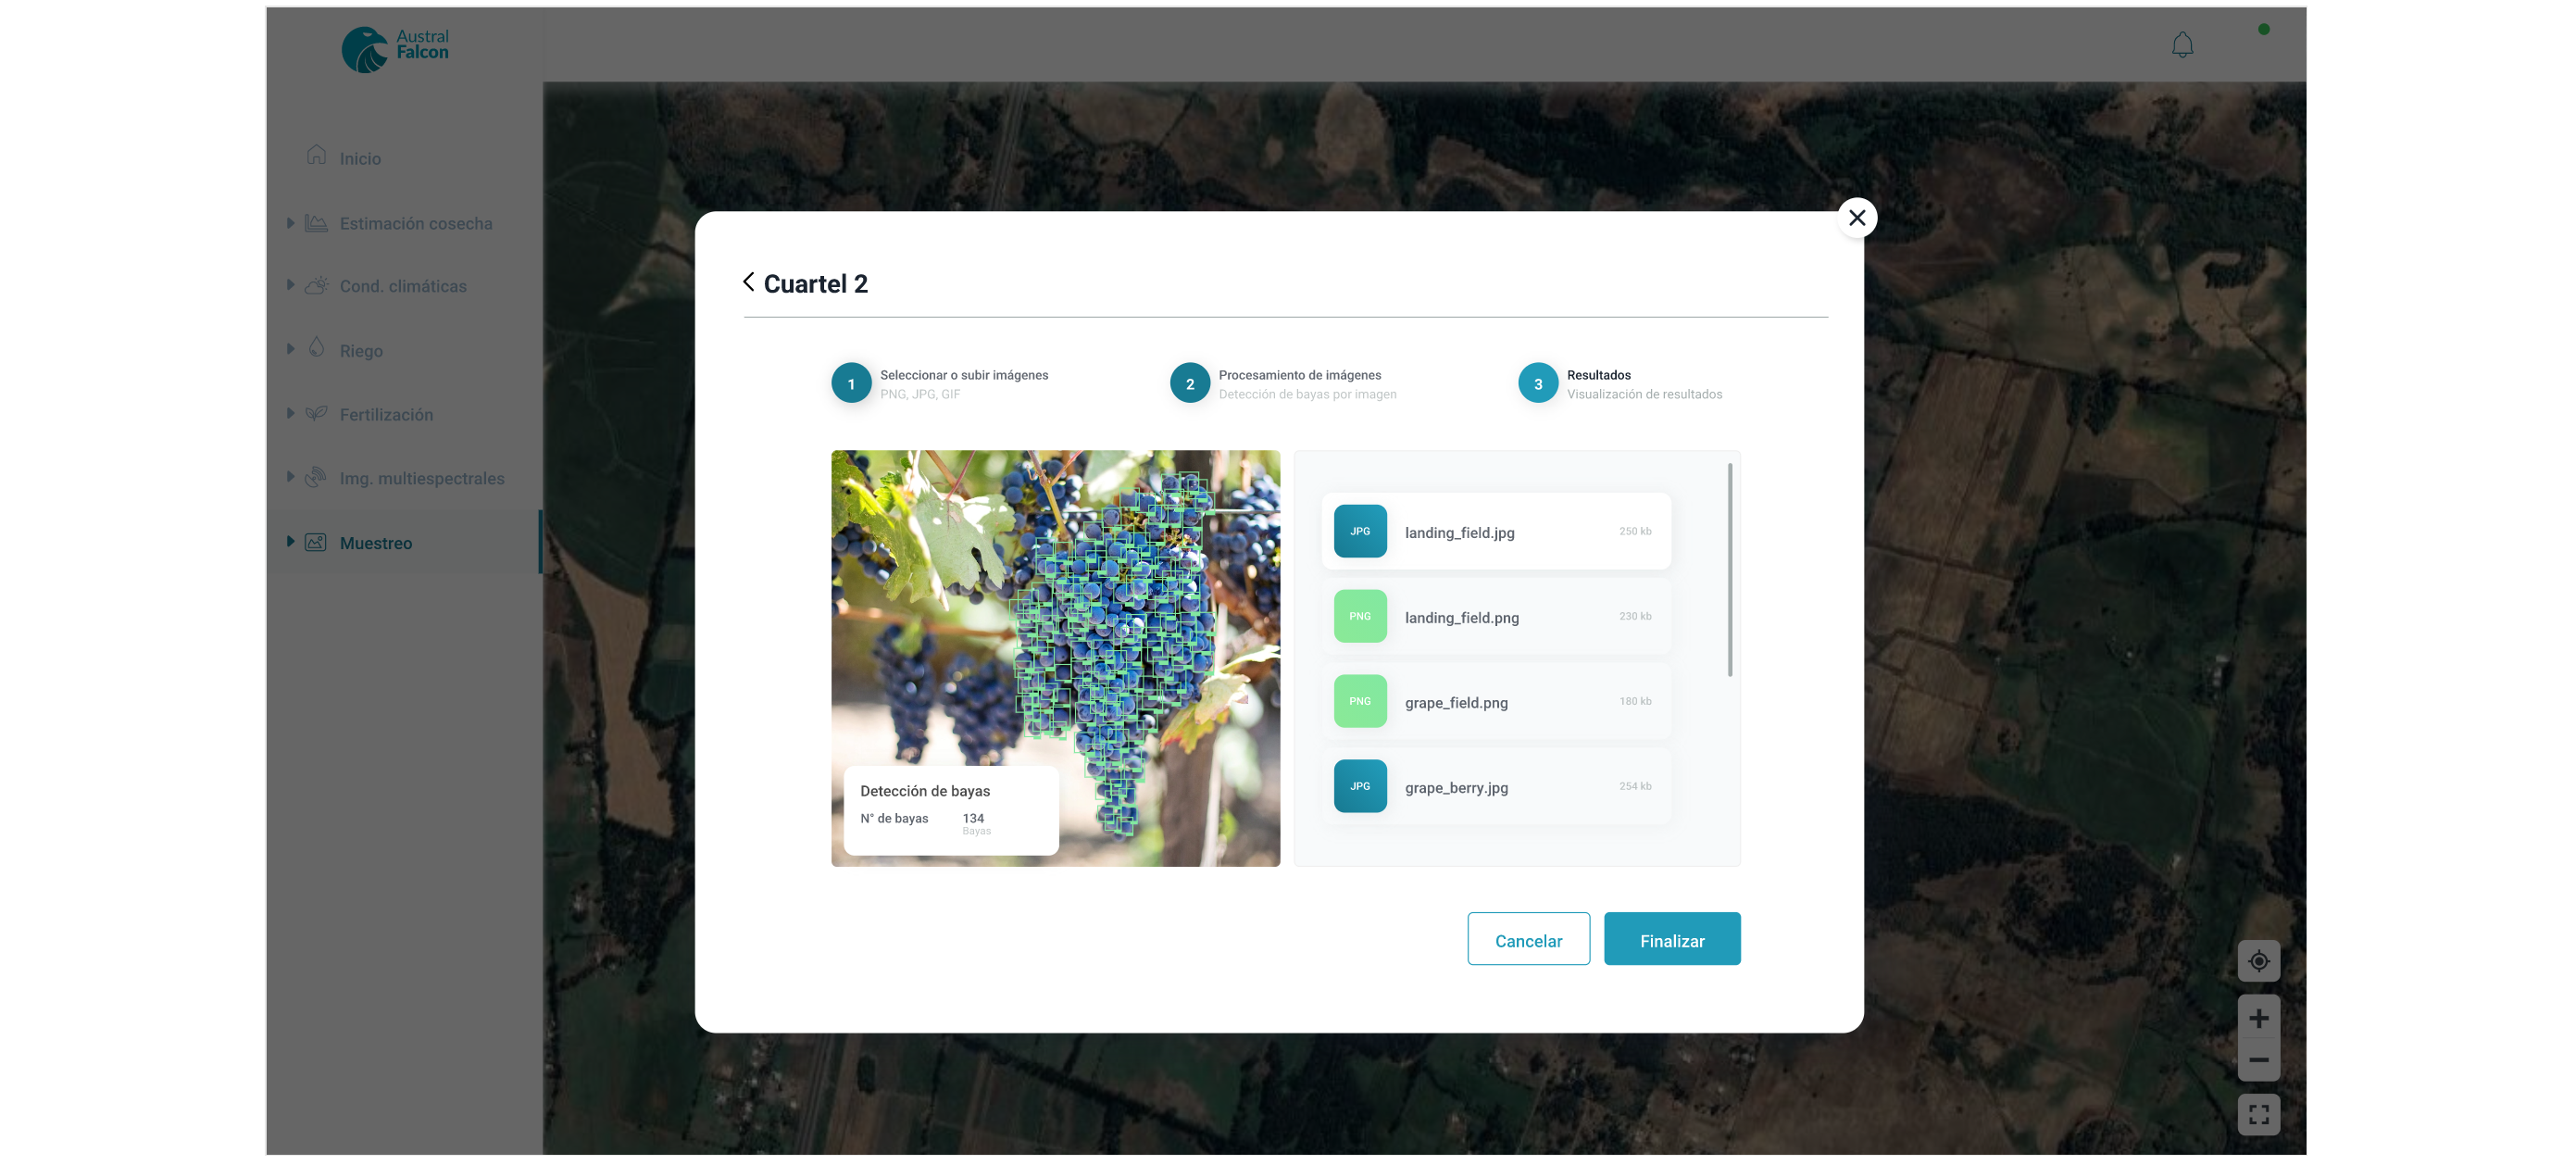 Austral
Falcon
Inicio
Estimación cosecha
Cond. climáticas
Riego
Fertilización
Img. multiespectrales
Muestreo
Cuartel 2
1
Seleccionar o subir imágenes
PNG, JPG, GIF
2
Procesamiento de imágenes
Detección de bayas por imagen
3
Resultados
Visualización de resultados
Detección de bayas
N° de bayas 134
Bayas
JPG landing_field.jpg 250 kb
PNG landing_field.png 230 kb
PNG grape_field.png 180 kb
JPG grape_berry.jpg 254 kb
Cancelar
Finalizar